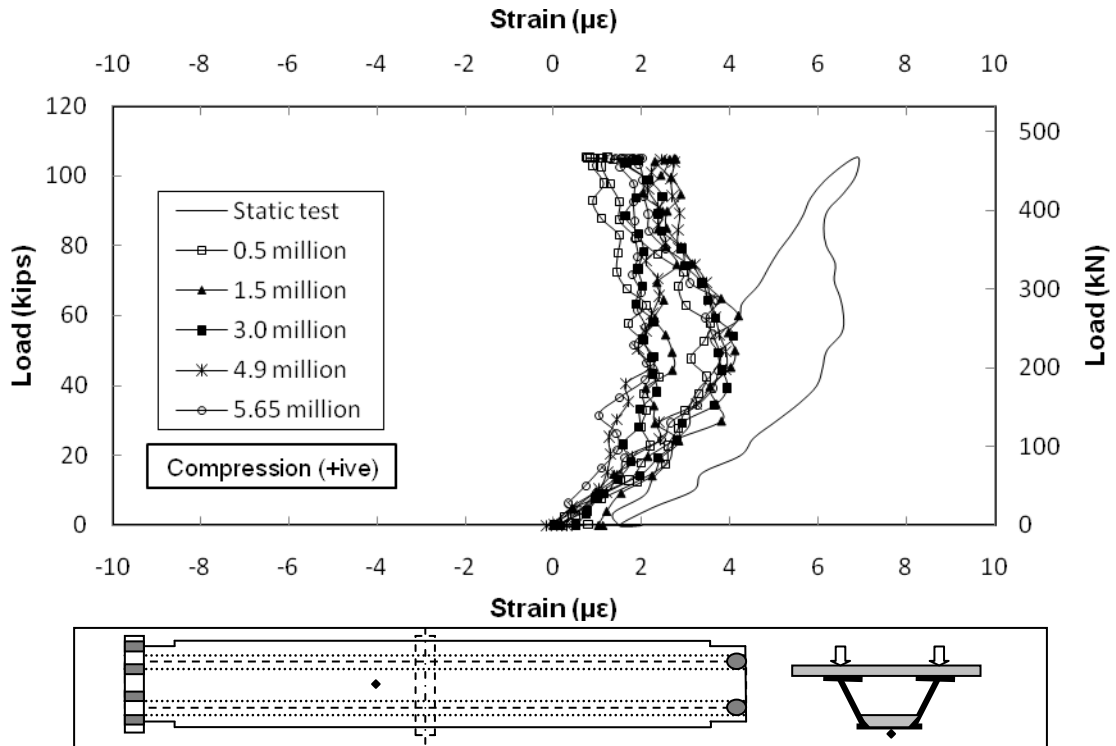 Strain (µε)
-10 -8 -6 -4 -2 0 2 4 6 8 10
120
100
80
60
40
20
0
Load (kips)
500
400
300
200
100
0
Load (kN)
Static test
0.5 million
1.5 million
3.0 million
4.9 million
5.65 million
Compression (+ive)
-10 -8 -6 -4 -2 0 2 4 6 8 10
Strain (µε)